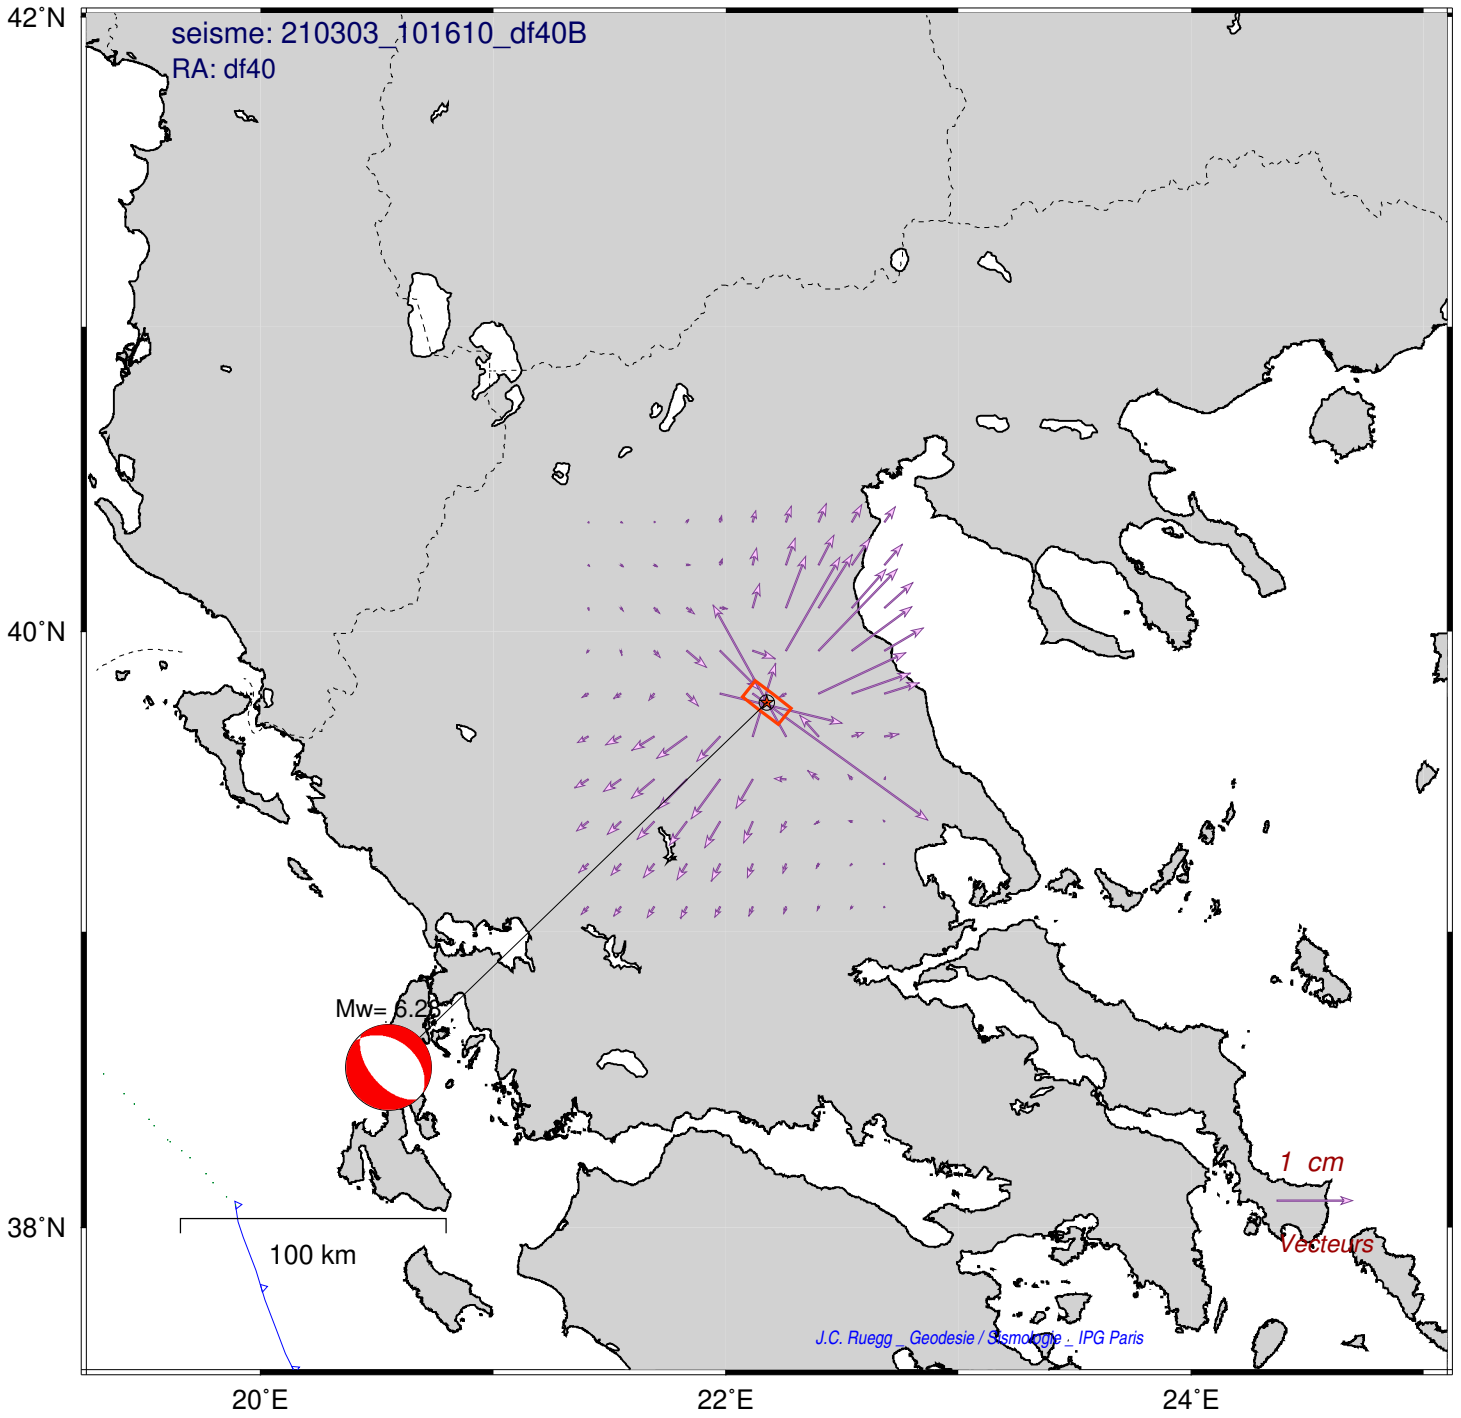 42°N
seisme: 210303_101610_df40B
RA: df40
40°N
Mw= 6.28
1 cm
38°N
Vecteurs
100 km
J.C. Ruegg _ Geodesie / Sismologie _ IPG Paris
20°E
22°E
24°E